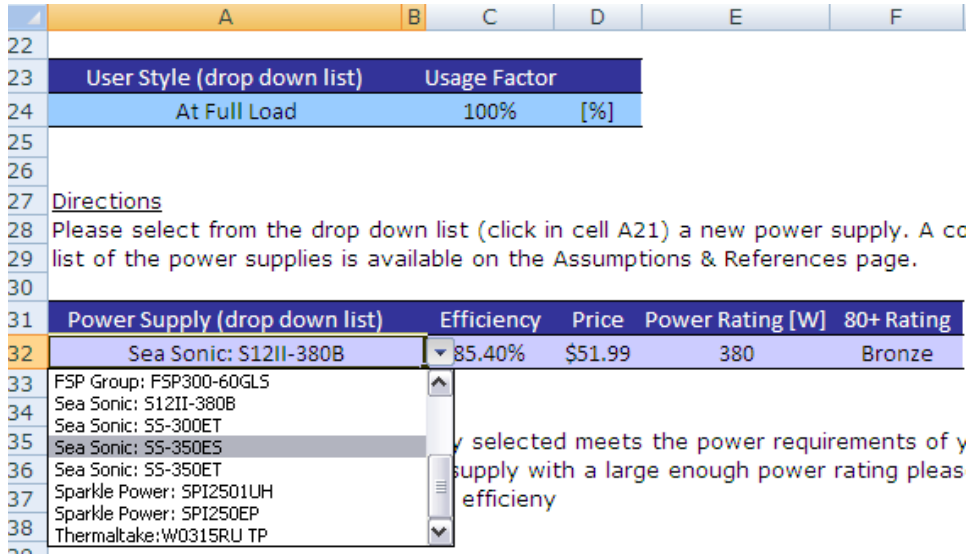 A B C D E F
22
23 User Style (drop down list) Usage Factor
24 At Full Load 100% [%]
25
26
27 Directions
28 Please select from the drop down list (click in cell A21) a new power supply. A co
29 list of the power supplies is available on the Assumptions & References page.
30
31 Power Supply (drop down list) Efficiency Price Power Rating [W] 80+ Rating
32 Sea Sonic: S12II-380B 85.40% $51.99 380 Bronze
33 FSP Group: FSP300-60GLS
Sea Sonic: S12II-380B
34 Sea Sonic: SS-300ET
35 Sea Sonic: SS-350ES y selected meets the power requirements of y
36 Sea Sonic: SS-350ET supply with a large enough power rating pleas
37 Sparkle Power: SPI2501UH efficieny
Sparkle Power: SPI250EP
38 Thermaltake:W0315RU TP